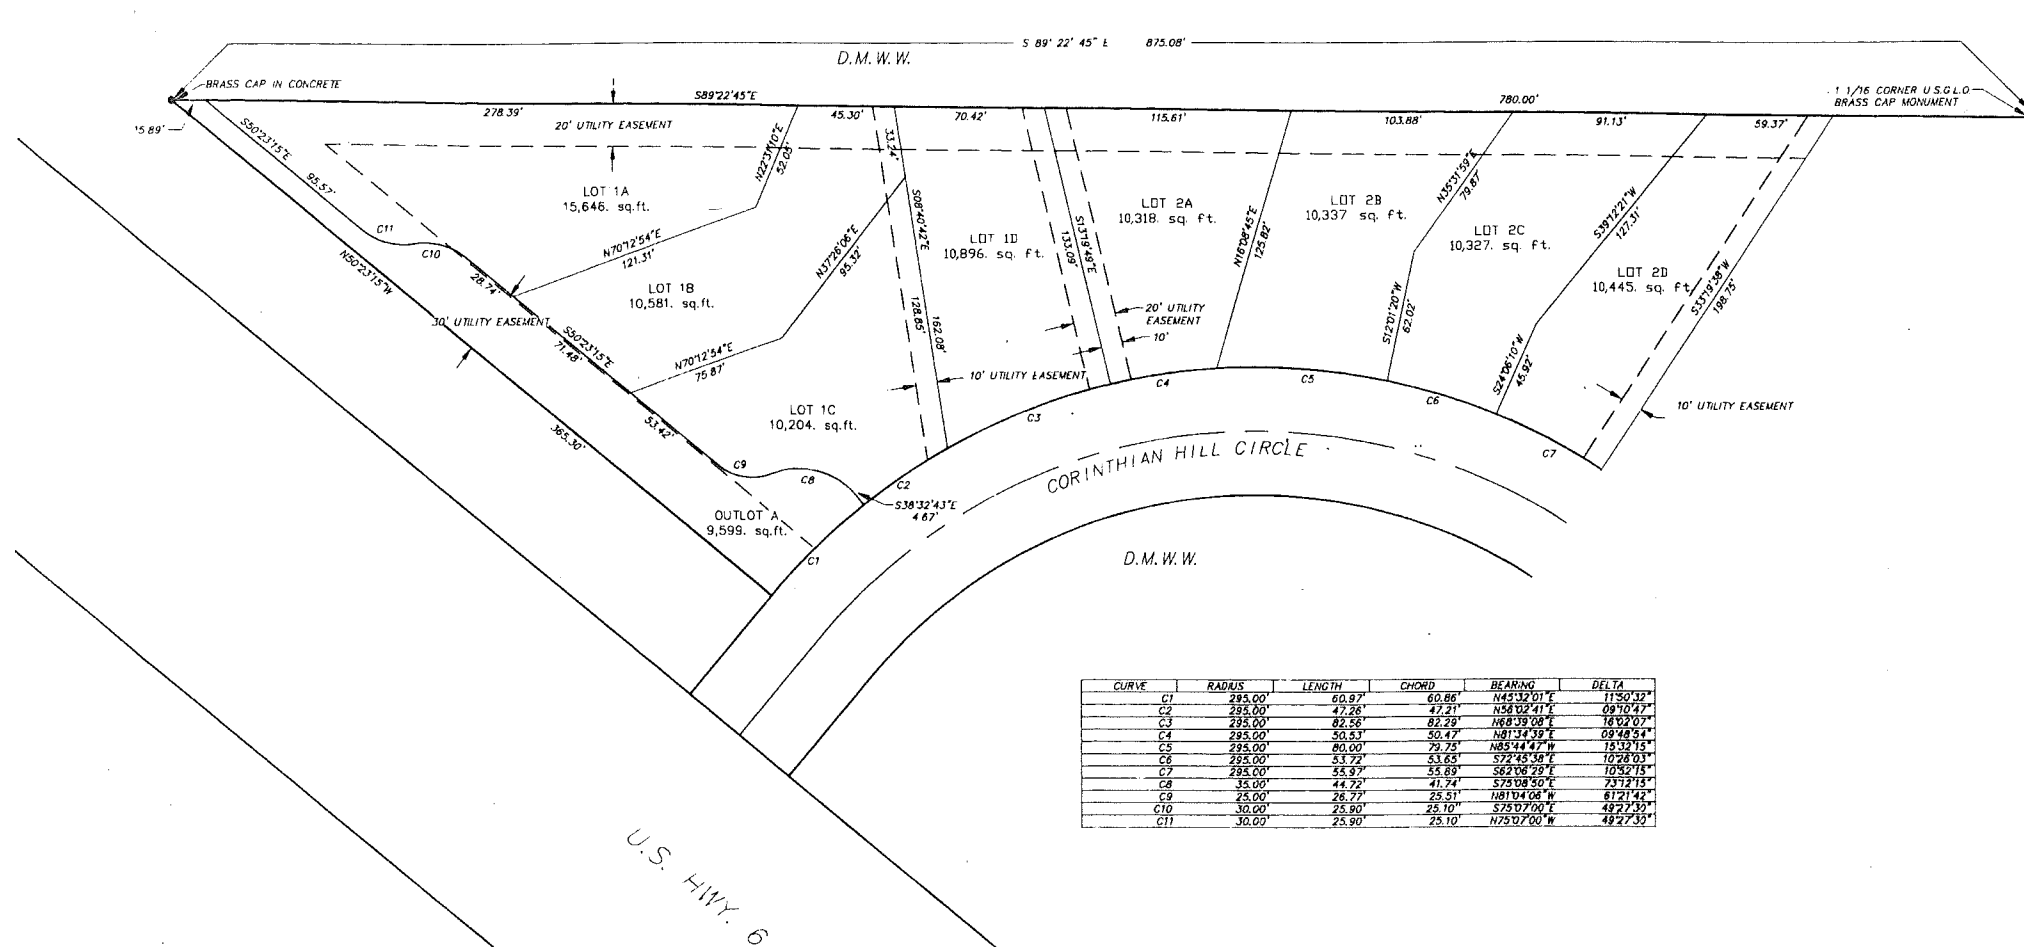 S 89° 22' 45" E 875.08'
D.M.W.W.
BRASS CAP IN CONCRETE
S89°22'45"E
780.00'
1 1/16 CORNER U.S.G.L.O.
BRASS CAP MONUMENT
15.89'
278.39'
45.30'
70.42'
115.61'
103.88'
91.13'
59.37'
20' UTILITY EASEMENT
S50°23'15"E
95.57'
N22°31'10"E
52.05'
33.24'
LOT 1A
15,646. sq.ft.
C11
C10
N50°23'15"W
28.74'
N70°12'54"E
121.31'
LOT 1B
10,581. sq.ft.
30' UTILITY EASEMENT
S50°23'15"E
71.48'
N37°26'06"E
95.32'
S08°40'42"E
162.08'
128.85'
LOT 1D
10,896. sq. ft.
S13°19'49"E
133.09'
LOT 2A
10,318. sq. ft.
N16°08'45"E
125.82'
LOT 2B
10,337 sq. ft.
N35°31'59"E
79.87'
LOT 2C
10,327. sq. ft.
S12°01'20"W
62.02'
S39°12'21"W
127.31'
LOT 2D
10,445. sq. ft.
S24°06'10"W
45.92'
S33°19'38"W
198.75'
20' UTILITY
EASEMENT
10'
10' UTILITY EASEMENT
10' UTILITY EASEMENT
N70°12'54"E
75.87'
LOT 1C
10,204. sq.ft.
365.30'
53.42'
C9
C8
C2
C3
C4
C5
C6
C7
CORINTHIAN HILL CIRCLE
S38°32'43"E
4.67'
OUTLOT A
9,599. sq.ft.
C1
D.M.W.W.
U.S. HWY. 6
CURVE RADIUS LENGTH CHORD BEARING DELTA
C1 295.00' 60.97' 60.86' N45°32'01"E 11°50'32"
C2 295.00' 47.26' 47.21' N56°02'41"E 09°10'47"
C3 295.00' 82.56' 82.29' N68°39'08"E 16°02'07"
C4 295.00' 50.53' 50.47' N81°34'39"E 09°48'54"
C5 295.00' 80.00' 79.75' N85°44'47"W 15°32'15"
C6 295.00' 53.72' 53.65' S72°45'38"E 10°26'03"
C7 295.00' 55.97' 55.89' S62°06'29"E 10°52'15"
C8 35.00' 44.72' 41.74' S75°08'50"E 73°12'15"
C9 25.00' 26.77' 25.51' N81°04'06"W 61°21'42"
C10 30.00' 25.90' 25.10" S75°07'00"E 49°27'30"
C11 30.00' 25.90' 25.10' N75°07'00"W 49°27'30"